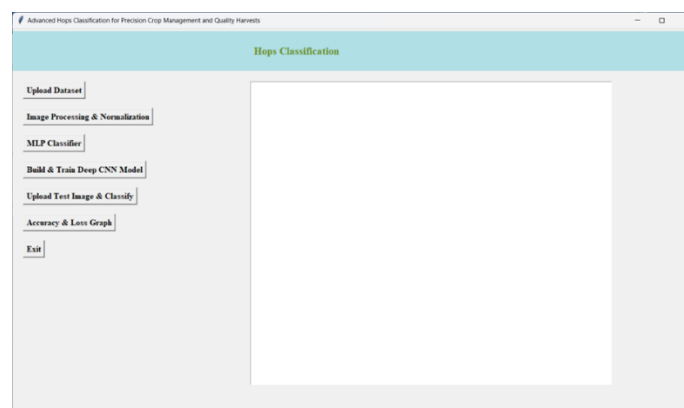 Advanced Hops Classification for Precision Crop Management and Quality Harvests
Hops Classification
Upload Dataset
Image Processing & Normalization
MLP Classifier
Build & Train Deep CNN Model
Upload Test Image & Classify
Accuracy & Loss Graph
Exit